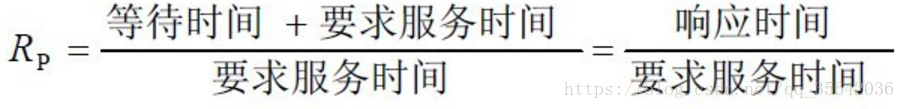 R_P = (等待时间 + 要求服务时间) / 要求服务时间 = 响应时间 / 要求服务时间